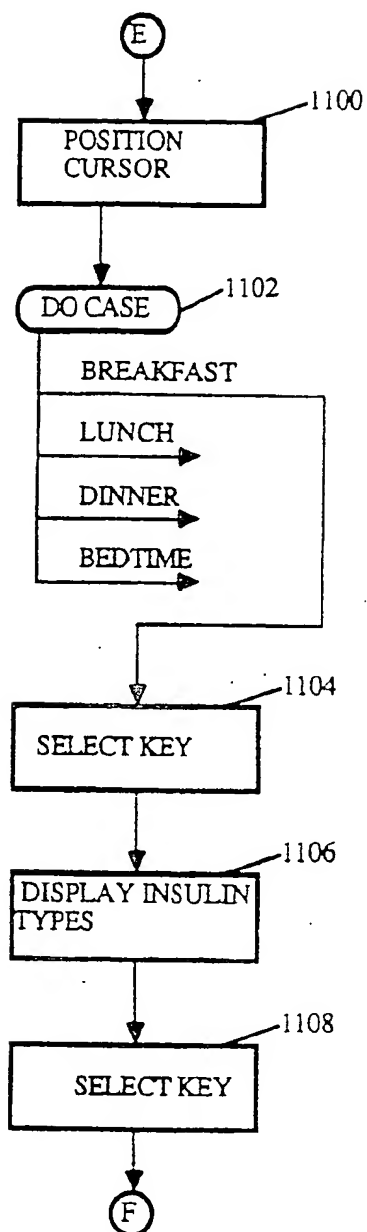 E
1100
POSITION
CURSOR
1102
DO CASE
BREAKFAST
LUNCH
DINNER
BEDTIME
1104
SELECT KEY
1106
DISPLAY INSULIN
TYPES
1108
SELECT KEY
F